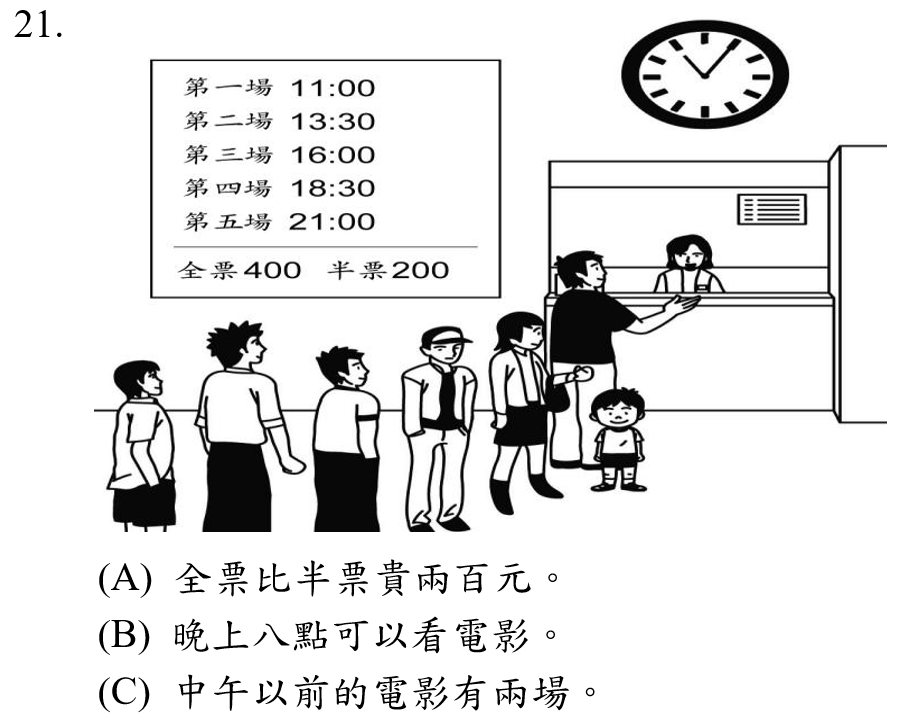 21.
第一場 11:00
第二場 13:30
第三場 16:00
第四場 18:30
第五場 21:00
全票400 半票200
(A) 全票比半票貴兩百元。
(B) 晚上八點可以看電影。
(C) 中午以前的電影有兩場。